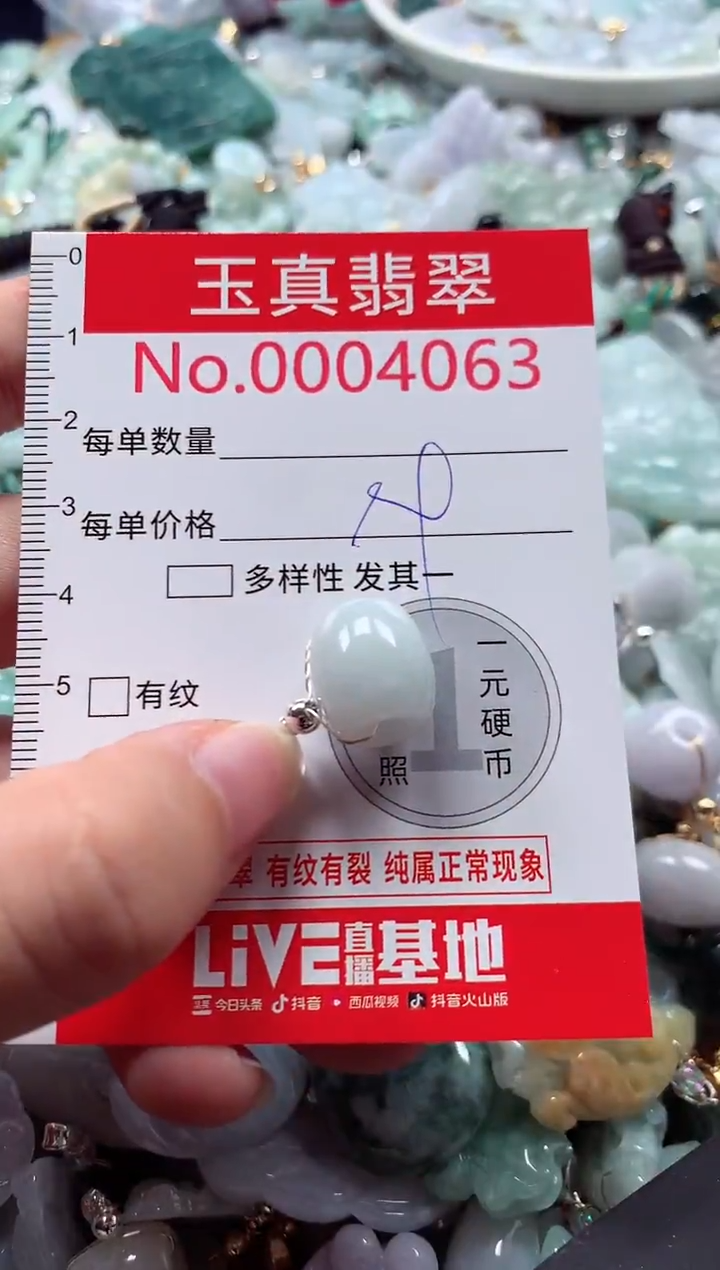 0
玉真翡翠
1
No.0004063
2
每单数量
3
每单价格
4
多样性 发其一
5
有纹
1
一元硬币
照
翠 有纹有裂 纯属正常现象
LiVE直播基地
头条 今日头条 抖音 西瓜视频 抖音火山版